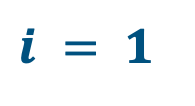 i = 1